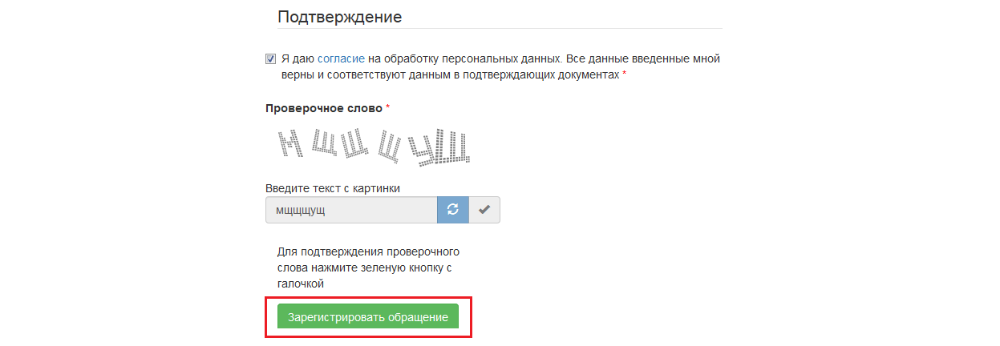 Подтверждение
Я даю согласие на обработку персональных данных. Все данные введенные мной
верны и соответствуют данным в подтверждающих документах *
Проверочное слово *
мщщщущ
Введите текст с картинки
мщщщущ
Для подтверждения проверочного
слова нажмите зеленую кнопку с
галочкой
Зарегистрировать обращение